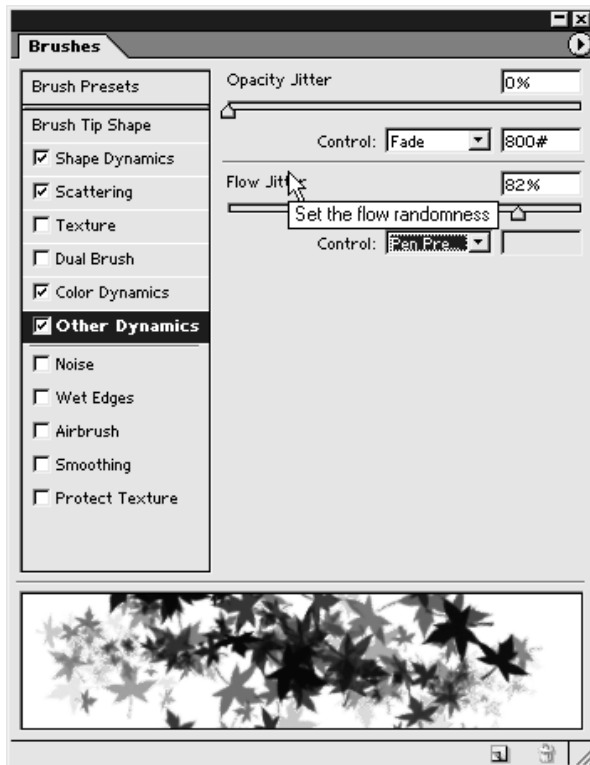 Brushes
Brush Presets
Brush Tip Shape
Shape Dynamics
Scattering
Texture
Dual Brush
Color Dynamics
Other Dynamics
Noise
Wet Edges
Airbrush
Smoothing
Protect Texture
Opacity Jitter 0%
Control: Fade 800#
Flow Jitter 82%
Set the flow randomness
Control: Pen Pre...